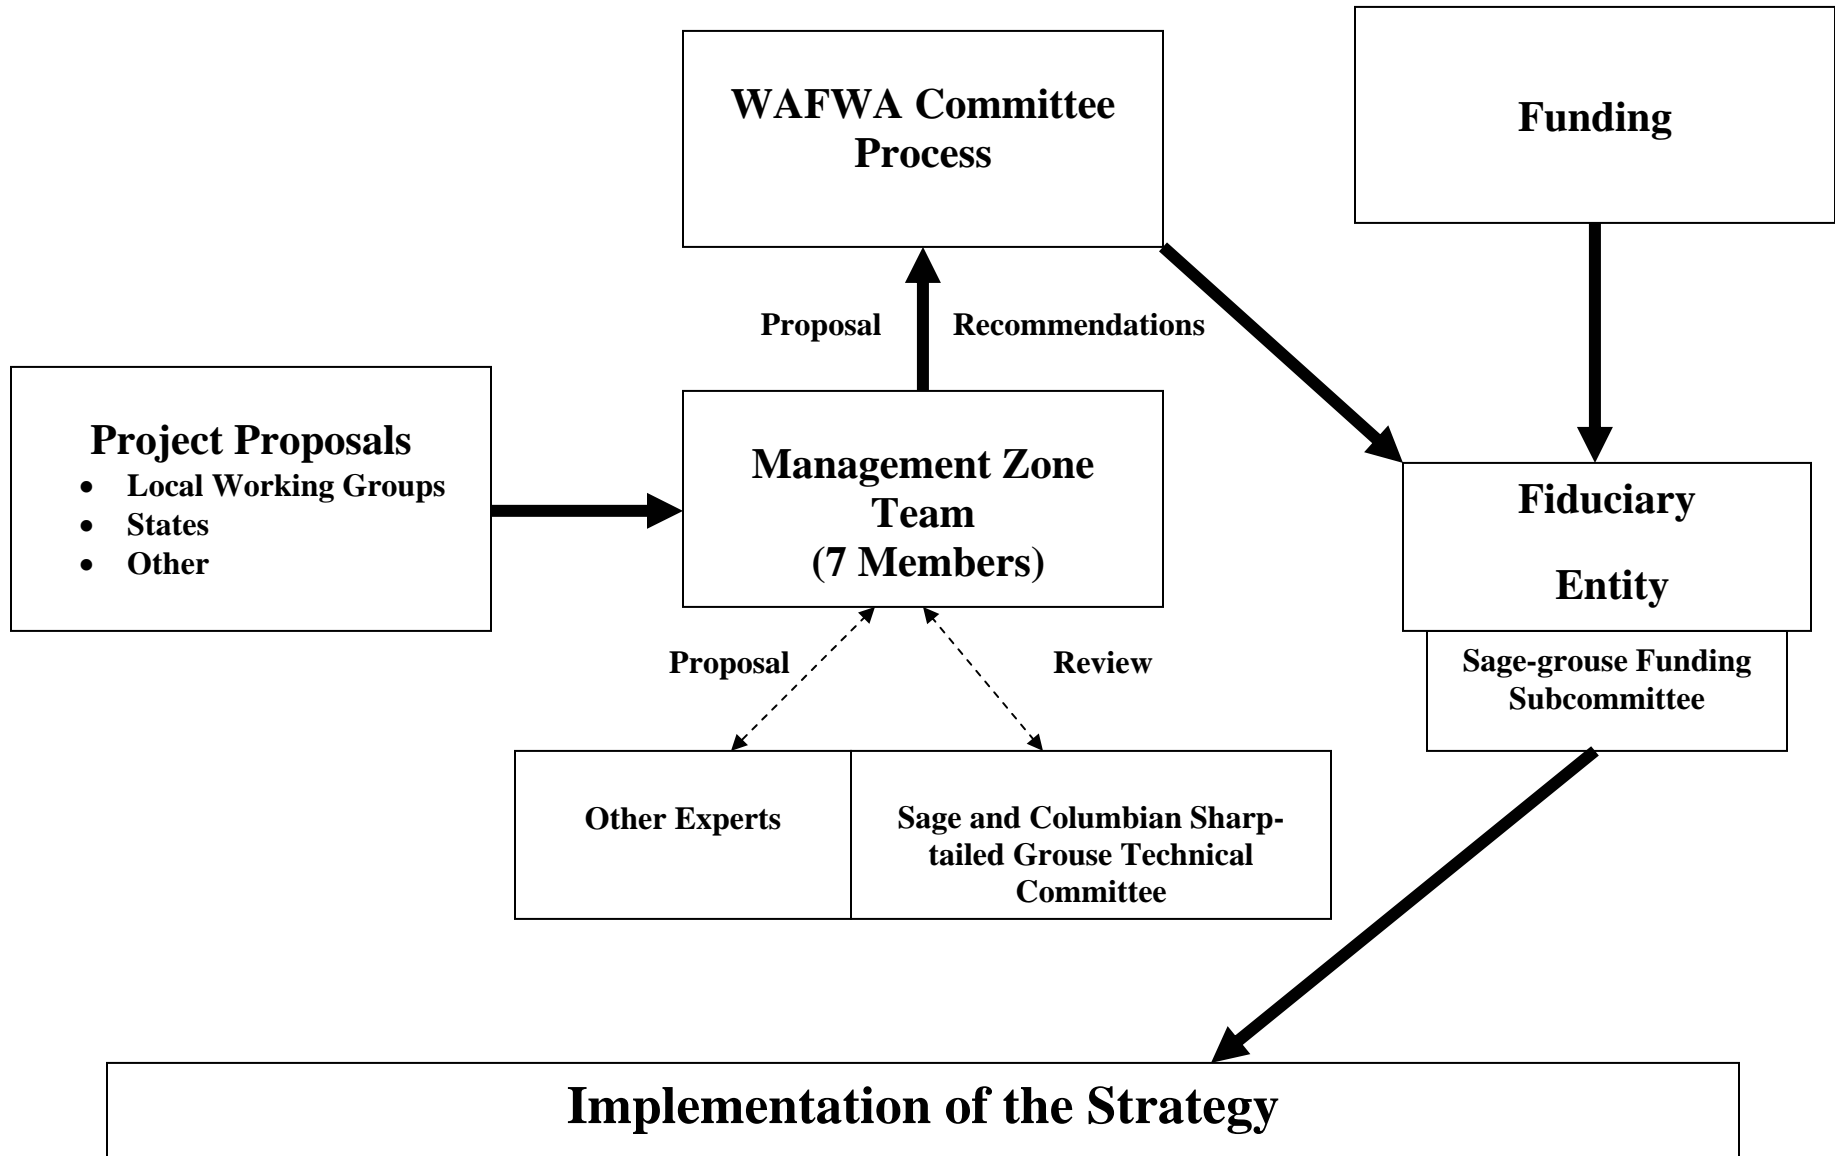 WAFWA Committee
Process
Funding
Proposal Recommendations
Project Proposals
• Local Working Groups
• States
• Other
Management Zone
Team
(7 Members)
Fiduciary
Entity
Sage-grouse Funding
Subcommittee
Proposal Review
Other Experts
Sage and Columbian Sharp-
tailed Grouse Technical
Committee
Implementation of the Strategy